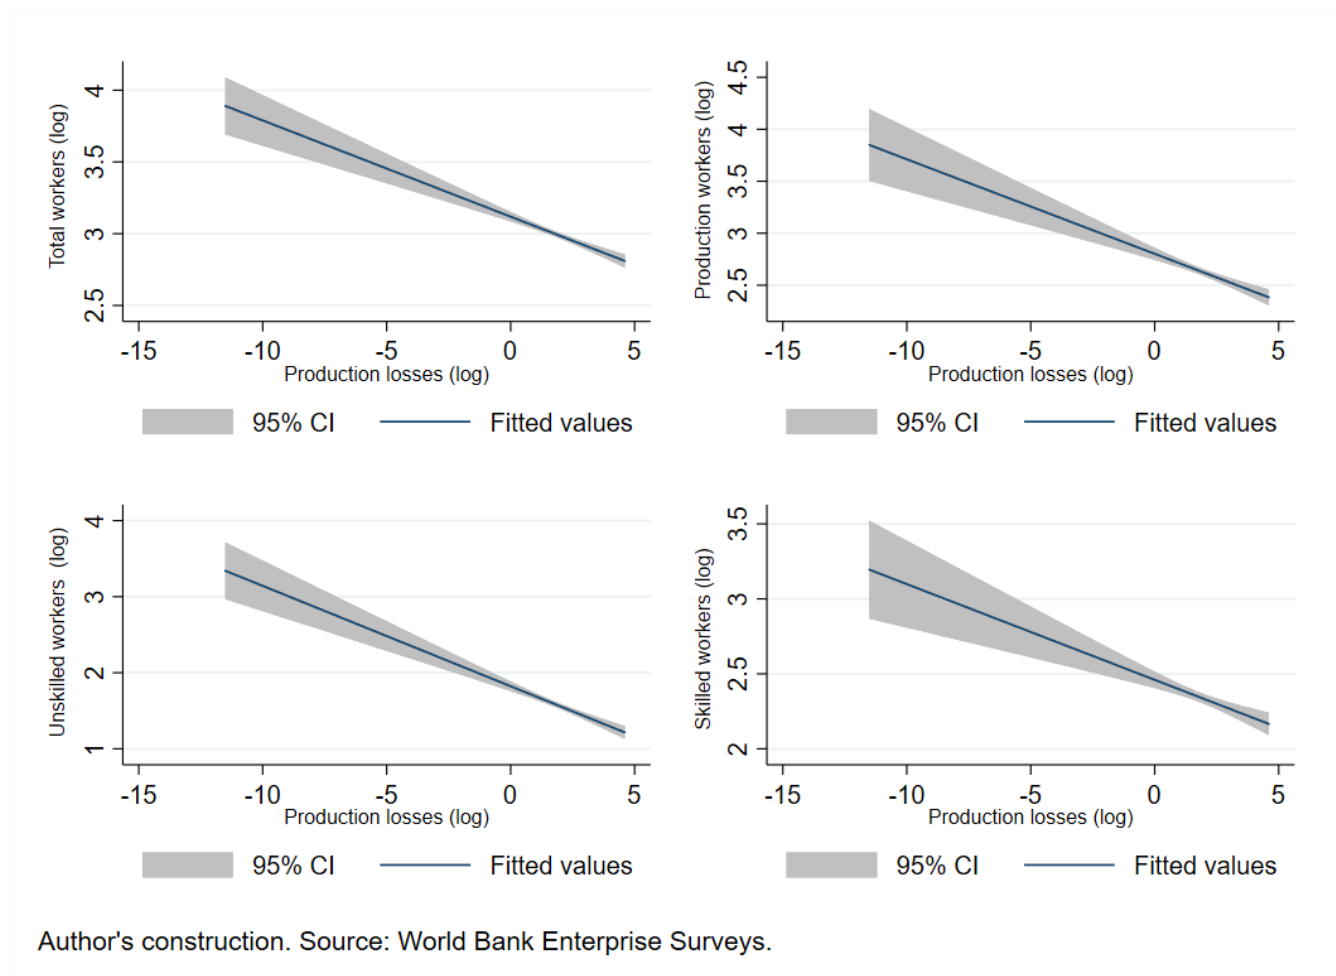 Total workers (log)
4
3.5
3
2.5
-15 -10 -5 0 5
Production losses (log)
95% CI Fitted values
Production workers (log)
4.5
4
3.5
3
2.5
-15 -10 -5 0 5
Production losses (log)
95% CI Fitted values
Unskilled workers (log)
4
3
2
1
-15 -10 -5 0 5
Production losses (log)
95% CI Fitted values
Skilled workers (log)
3.5
3
2.5
2
-15 -10 -5 0 5
Production losses (log)
95% CI Fitted values
Author's construction. Source: World Bank Enterprise Surveys.